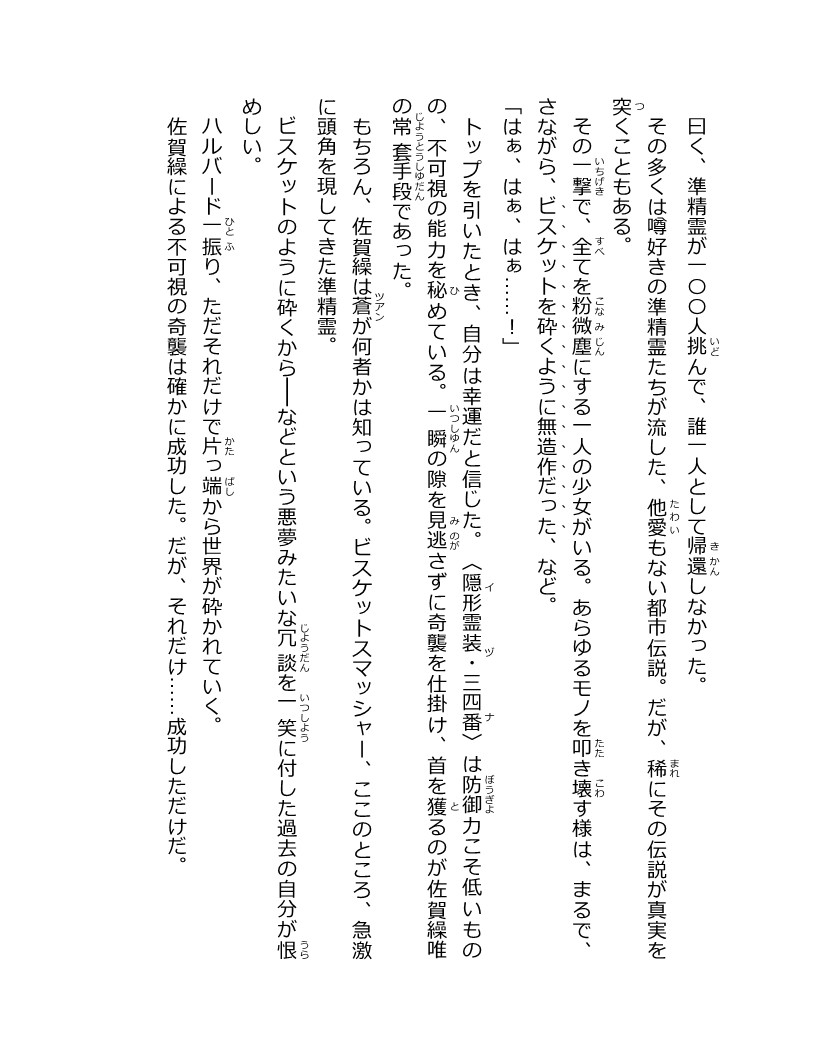 曰く、準精霊が一〇〇人挑んで、誰一人として帰還しなかった。
その多くは噂好きの準精霊たちが流した、他愛もない都市伝説。だが、稀にその伝説が真実を
突くこともある。
その一撃で、全てを粉微塵にする一人の少女がいる。あらゆるモノを叩き壊す様は、まるで、
さながら、ビスケットを砕くように無造作だった、など。
「はぁ、はぁ、はぁ……！」
トップを引いたとき、自分は幸運だと信じた。〈隠形霊装・三四番〉は防御力こそ低いもの
の、不可視の能力を秘めている。一瞬の隙を見逃さずに奇襲を仕掛け、首を獲るのが佐賀繰唯
の常套手段であった。
もちろん、佐賀繰は蒼が何者かは知っている。ビスケットスマッシャー、ここのところ、急激
に頭角を現してきた準精霊。
ビスケットのように砕くから――などという悪夢みたいな冗談を一笑に付した過去の自分が恨
めしい。
ハルバード一振り、ただそれだけで片っ端から世界が砕かれていく。
佐賀繰による不可視の奇襲は確かに成功した。だが、それだけ……成功しただけだ。